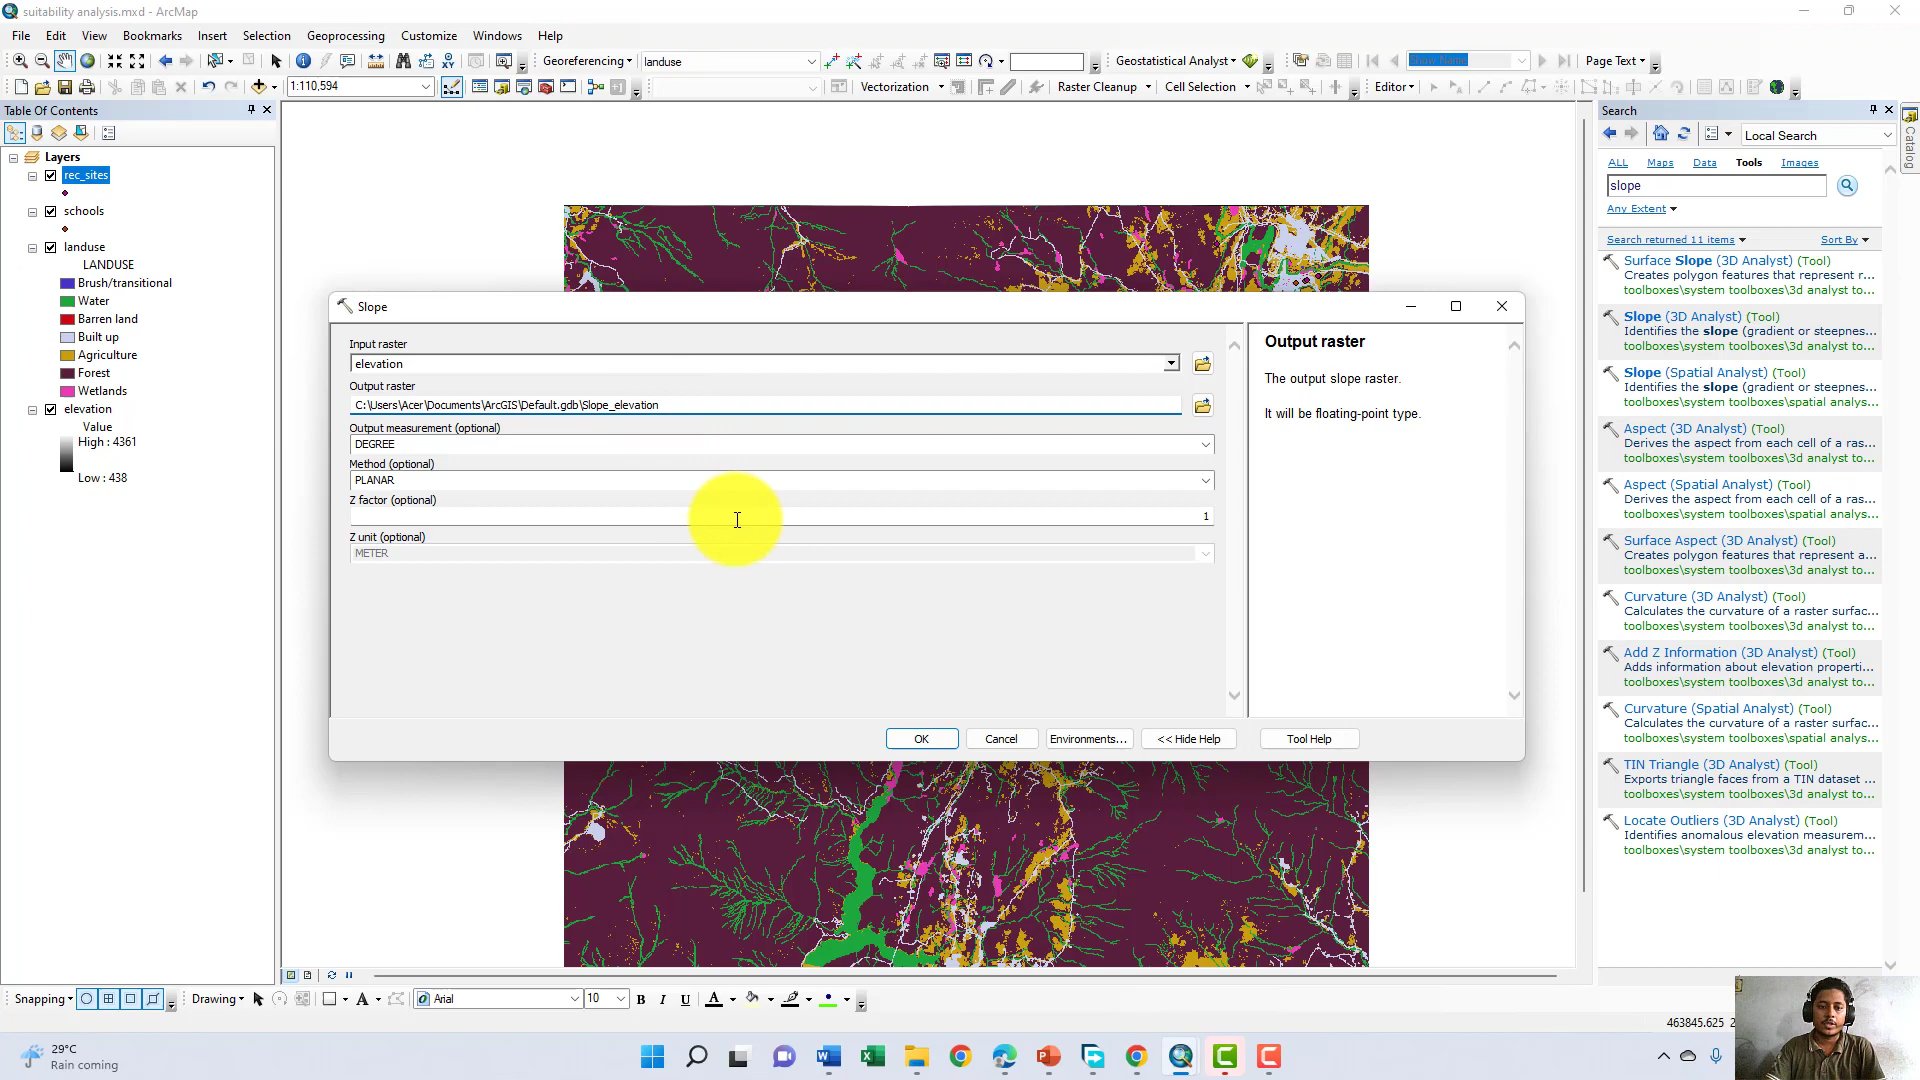 suitability analysis.mxd - ArcMap
File Edit View Bookmarks Insert Selection Geoprocessing Customize Windows Help
Georeferencing landuse Geostatistical Analyst Page Text
1:110,594 Vectorization Raster Cleanup Cell Selection Editor
Table Of Contents
Layers
rec_sites
schools
landuse
LANDUSE
Brush/transitional
Water
Barren land
Built up
Agriculture
Forest
Wetlands
elevation
Value
High : 4361
Low : 438
Slope
Input raster
elevation
Output raster
C:\Users\Acer\Documents\ArcGIS\Default.gdb\Slope_elevation
Output measurement (optional)
DEGREE
Method (optional)
PLANAR
Z factor (optional)
1
Z unit (optional)
METER
OK Cancel Environments... << Hide Help Tool Help
Output raster
The output slope raster.
It will be floating-point type.
Search
Local Search
ALL Maps Data Tools Images
slope
Any Extent
Search returned 11 items Sort By
Surface Slope (3D Analyst) (Tool)
Creates polygon features that represent r...
toolboxes\system toolboxes\3d analyst to...
Slope (3D Analyst) (Tool)
Identifies the slope (gradient or steepnes...
toolboxes\system toolboxes\3d analyst to...
Slope (Spatial Analyst) (Tool)
Identifies the slope (gradient or steepnes...
toolboxes\system toolboxes\spatial analys...
Aspect (3D Analyst) (Tool)
Derives the aspect from each cell of a ras...
toolboxes\system toolboxes\3d analyst to...
Aspect (Spatial Analyst) (Tool)
Derives the aspect from each cell of a ras...
toolboxes\system toolboxes\spatial analys...
Surface Aspect (3D Analyst) (Tool)
Creates polygon features that represent a...
toolboxes\system toolboxes\3d analyst to...
Curvature (3D Analyst) (Tool)
Calculates the curvature of a raster surfac...
toolboxes\system toolboxes\3d analyst to...
Add Z Information (3D Analyst) (Tool)
Adds information about elevation properti...
toolboxes\system toolboxes\3d analyst to...
Curvature (Spatial Analyst) (Tool)
Calculates the curvature of a raster surfac...
toolboxes\system toolboxes\spatial analys...
TIN Triangle (3D Analyst) (Tool)
Exports triangle faces from a TIN dataset ...
toolboxes\system toolboxes\3d analyst to...
Locate Outliers (3D Analyst) (Tool)
Identifies anomalous elevation measurem...
toolboxes\system toolboxes\3d analyst to...
Catalog
Snapping Drawing A Arial 10 B I U A
463845.625 2
29°C
Rain coming